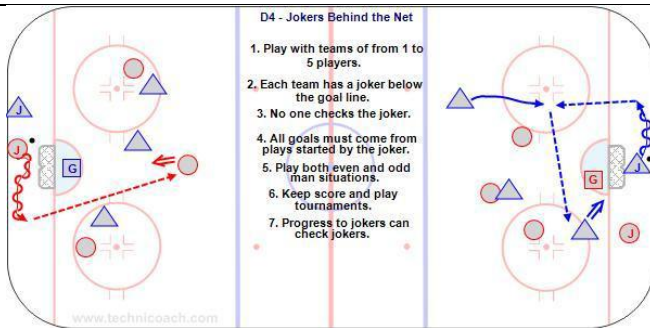 D4 - Jokers Behind the Net
1. Play with teams of from 1 to
5 players.
2. Each team has a joker below
the goal line.
3. No one checks the joker.
4. All goals must come from
plays started by the joker.
5. Play both even and odd
man situations.
6. Keep score and play
tournaments.
7. Progress to jokers can
check jokers.
J
J
G
G
J
J
www.technicoach.com